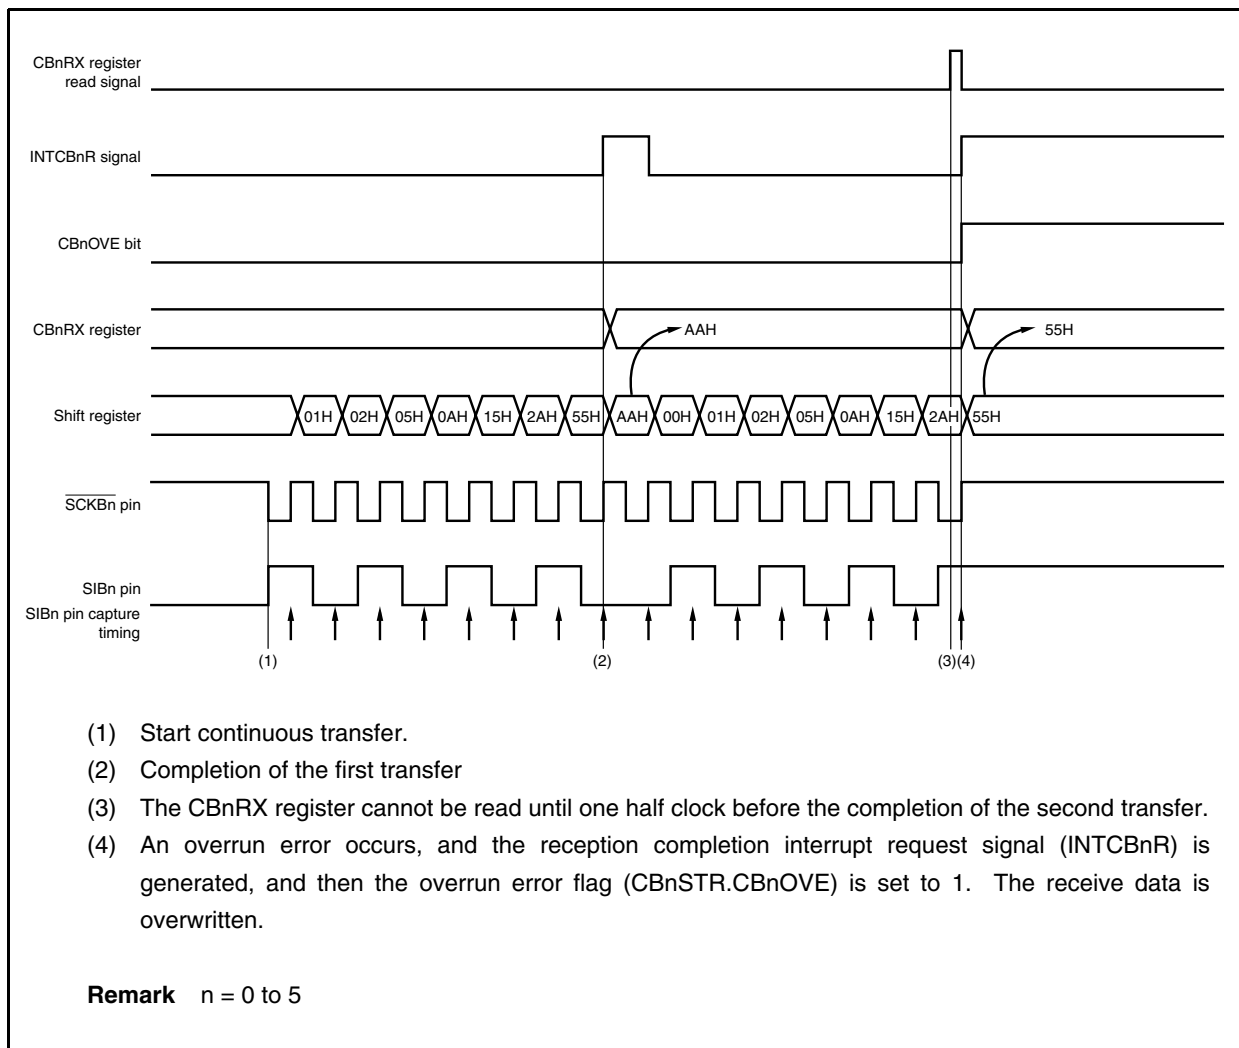 CBnRX register
read signal
INTCBnR signal
CBnOVE bit
CBnRX register
AAH
55H
Shift register
01H 02H 05H 0AH 15H 2AH 55H AAH 00H 01H 02H 05H 0AH 15H 2AH 55H
SCKBn pin
SIBn pin
SIBn pin capture
timing
(1) (2) (3) (4)
(1) Start continuous transfer.
(2) Completion of the first transfer
(3) The CBnRX register cannot be read until one half clock before the completion of the second transfer.
(4) An overrun error occurs, and the reception completion interrupt request signal (INTCBnR) is
generated, and then the overrun error flag (CBnSTR.CBnOVE) is set to 1. The receive data is
overwritten.
Remark n = 0 to 5